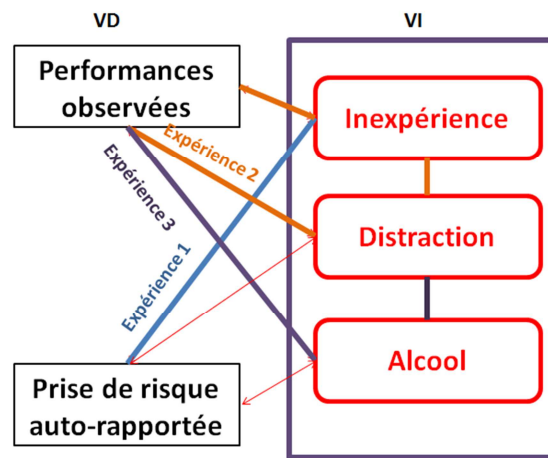 VD
VI
Performances
observées
Inexpérience
Expérience 2
Expérience 3
Distraction
Expérience 1
Alcool
Prise de risque
auto-rapportée